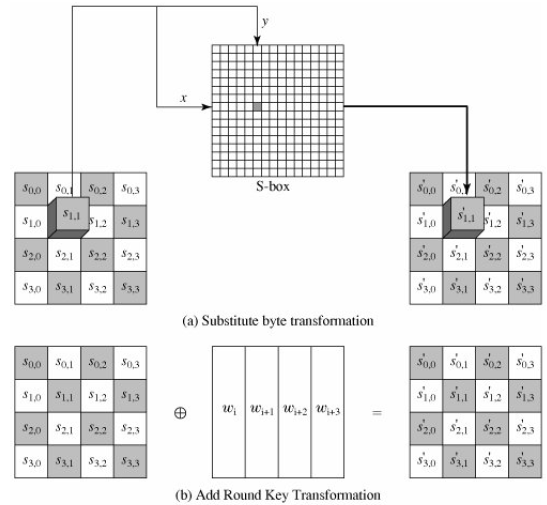 y
x
S-box
s0,0 s0,1 s0,2 s0,3
s1,0 s1,1 s1,2 s1,3
s2,0 s2,1 s2,2 s2,3
s3,0 s3,1 s3,2 s3,3
s'0,0 s'0,1 s'0,2 s'0,3
s'1,0 s'1,1 s'1,2 s'1,3
s'2,0 s'2,1 s'2,2 s'2,3
s'3,0 s'3,1 s'3,2 s'3,3
(a) Substitute byte transformation
s0,0 s0,1 s0,2 s0,3
s1,0 s1,1 s1,2 s1,3
s2,0 s2,1 s2,2 s2,3
s3,0 s3,1 s3,2 s3,3
⊕
wi wi+1 wi+2 wi+3
=
s'0,0 s'0,1 s'0,2 s'0,3
s'1,0 s'1,1 s'1,2 s'1,3
s'2,0 s'2,1 s'2,2 s'2,3
s'3,0 s'3,1 s'3,2 s'3,3
(b) Add Round Key Transformation